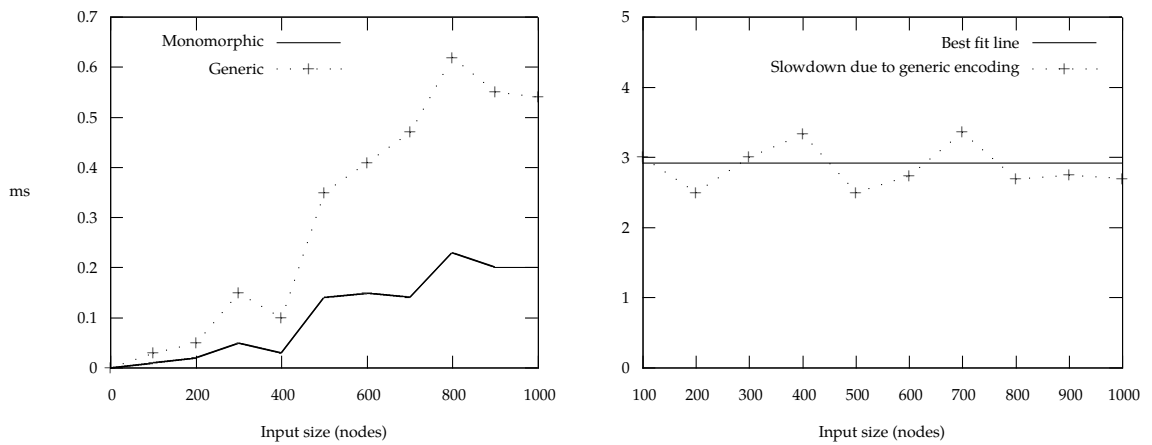 0.7
0.6
0.5
0.4
0.3
0.2
0.1
0
ms
Monomorphic
Generic
0 200 400 600 800 1000
Input size (nodes)
5
4
3
2
1
0
Best fit line
Slowdown due to generic encoding
100 200 300 400 500 600 700 800 900 1000
Input size (nodes)